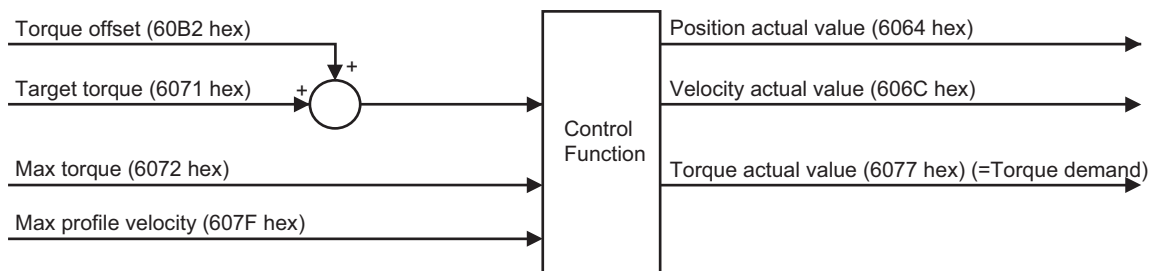 Torque offset (60B2 hex)
+
Target torque (6071 hex)
+
Max torque (6072 hex)
Max profile velocity (607F hex)
Control
Function
Position actual value (6064 hex)
Velocity actual value (606C hex)
Torque actual value (6077 hex) (=Torque demand)